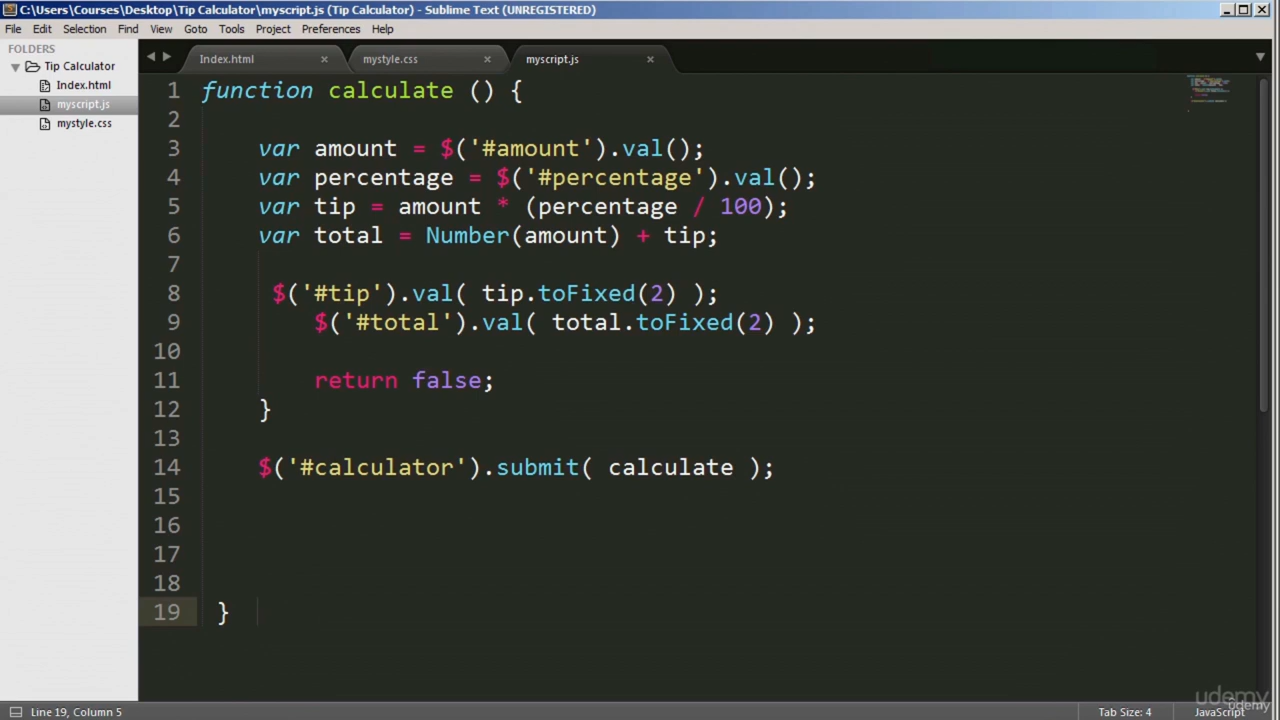 C:\Users\Courses\Desktop\Tip Calculator\myscript.js (Tip Calculator) - Sublime Text (UNREGISTERED)
File Edit Selection Find View Goto Tools Project Preferences Help
FOLDERS
Tip Calculator
Index.html
myscript.js
mystyle.css
Index.html × mystyle.css × myscript.js ×
1 function calculate () {
2
3 var amount = $('#amount').val();
4 var percentage = $('#percentage').val();
5 var tip = amount * (percentage / 100);
6 var total = Number(amount) + tip;
7
8 $('#tip').val( tip.toFixed(2) );
9 $('#total').val( total.toFixed(2) );
10
11 return false;
12 }
13
14 $('#calculator').submit( calculate );
15
16
17
18
19 }
udemy
udemy
Line 19, Column 5 Tab Size: 4 JavaScript